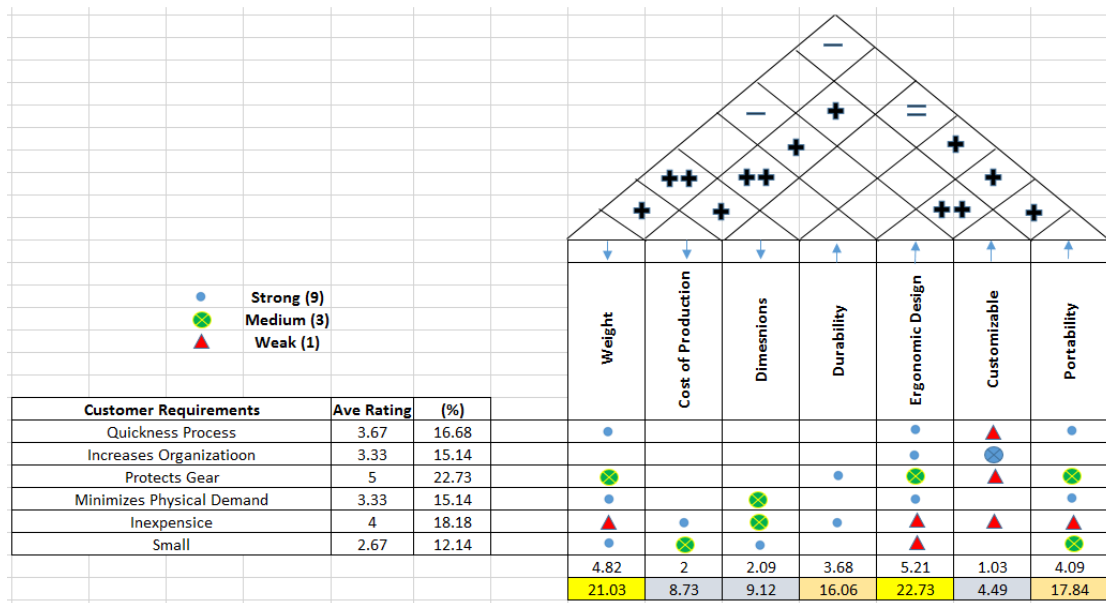 Strong (9)
Medium (3)
Weak (1)
Weight
Cost of Production
Dimesnions
Durability
Ergonomic Design
Customizable
Portability
Customer Requirements Ave Rating (%)
Quickness Process 3.67 16.68
Increases Organizatioon 3.33 15.14
Protects Gear 5 22.73
Minimizes Physical Demand 3.33 15.14
Inexpensice 4 18.18
Small 2.67 12.14
4.82 2 2.09 3.68 5.21 1.03 4.09
21.03 8.73 9.12 16.06 22.73 4.49 17.84